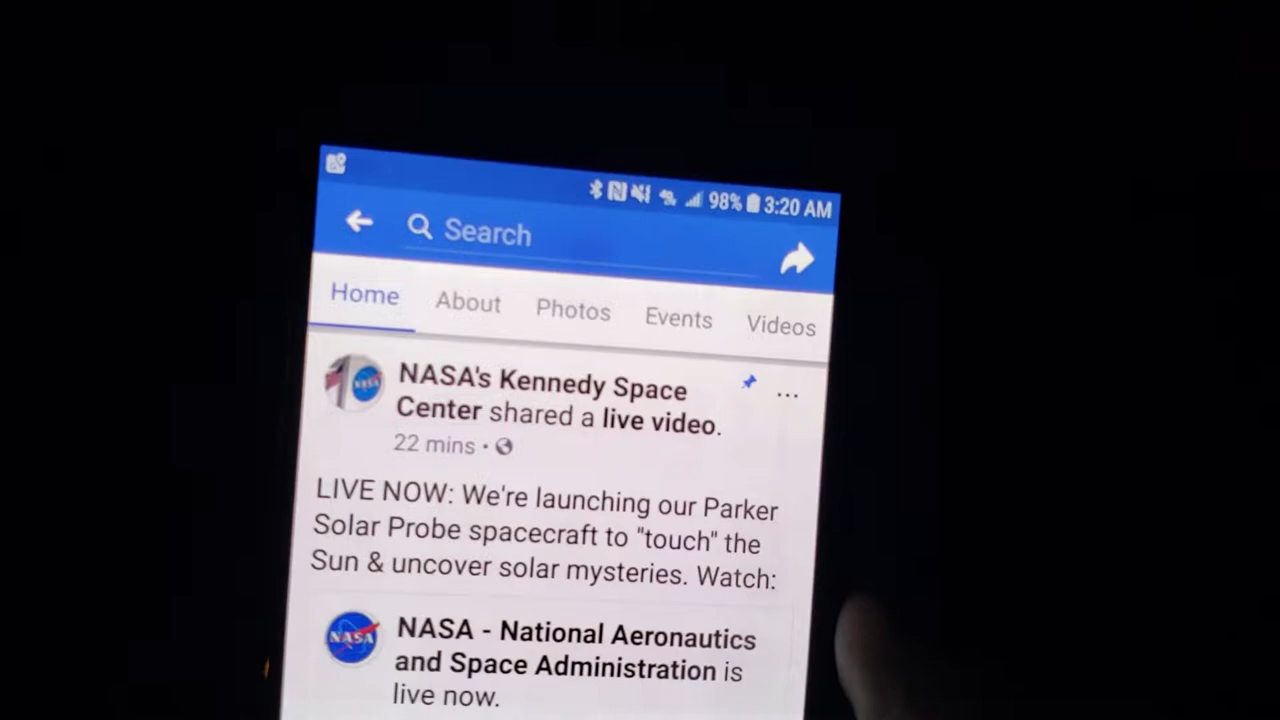 98% 3:20 AM
Search
Home About Photos Events Videos
NASA's Kennedy Space
Center shared a live video.
22 mins ·
LIVE NOW: We're launching our Parker
Solar Probe spacecraft to "touch" the
Sun & uncover solar mysteries. Watch:
NASA
NASA - National Aeronautics
and Space Administration is
live now.